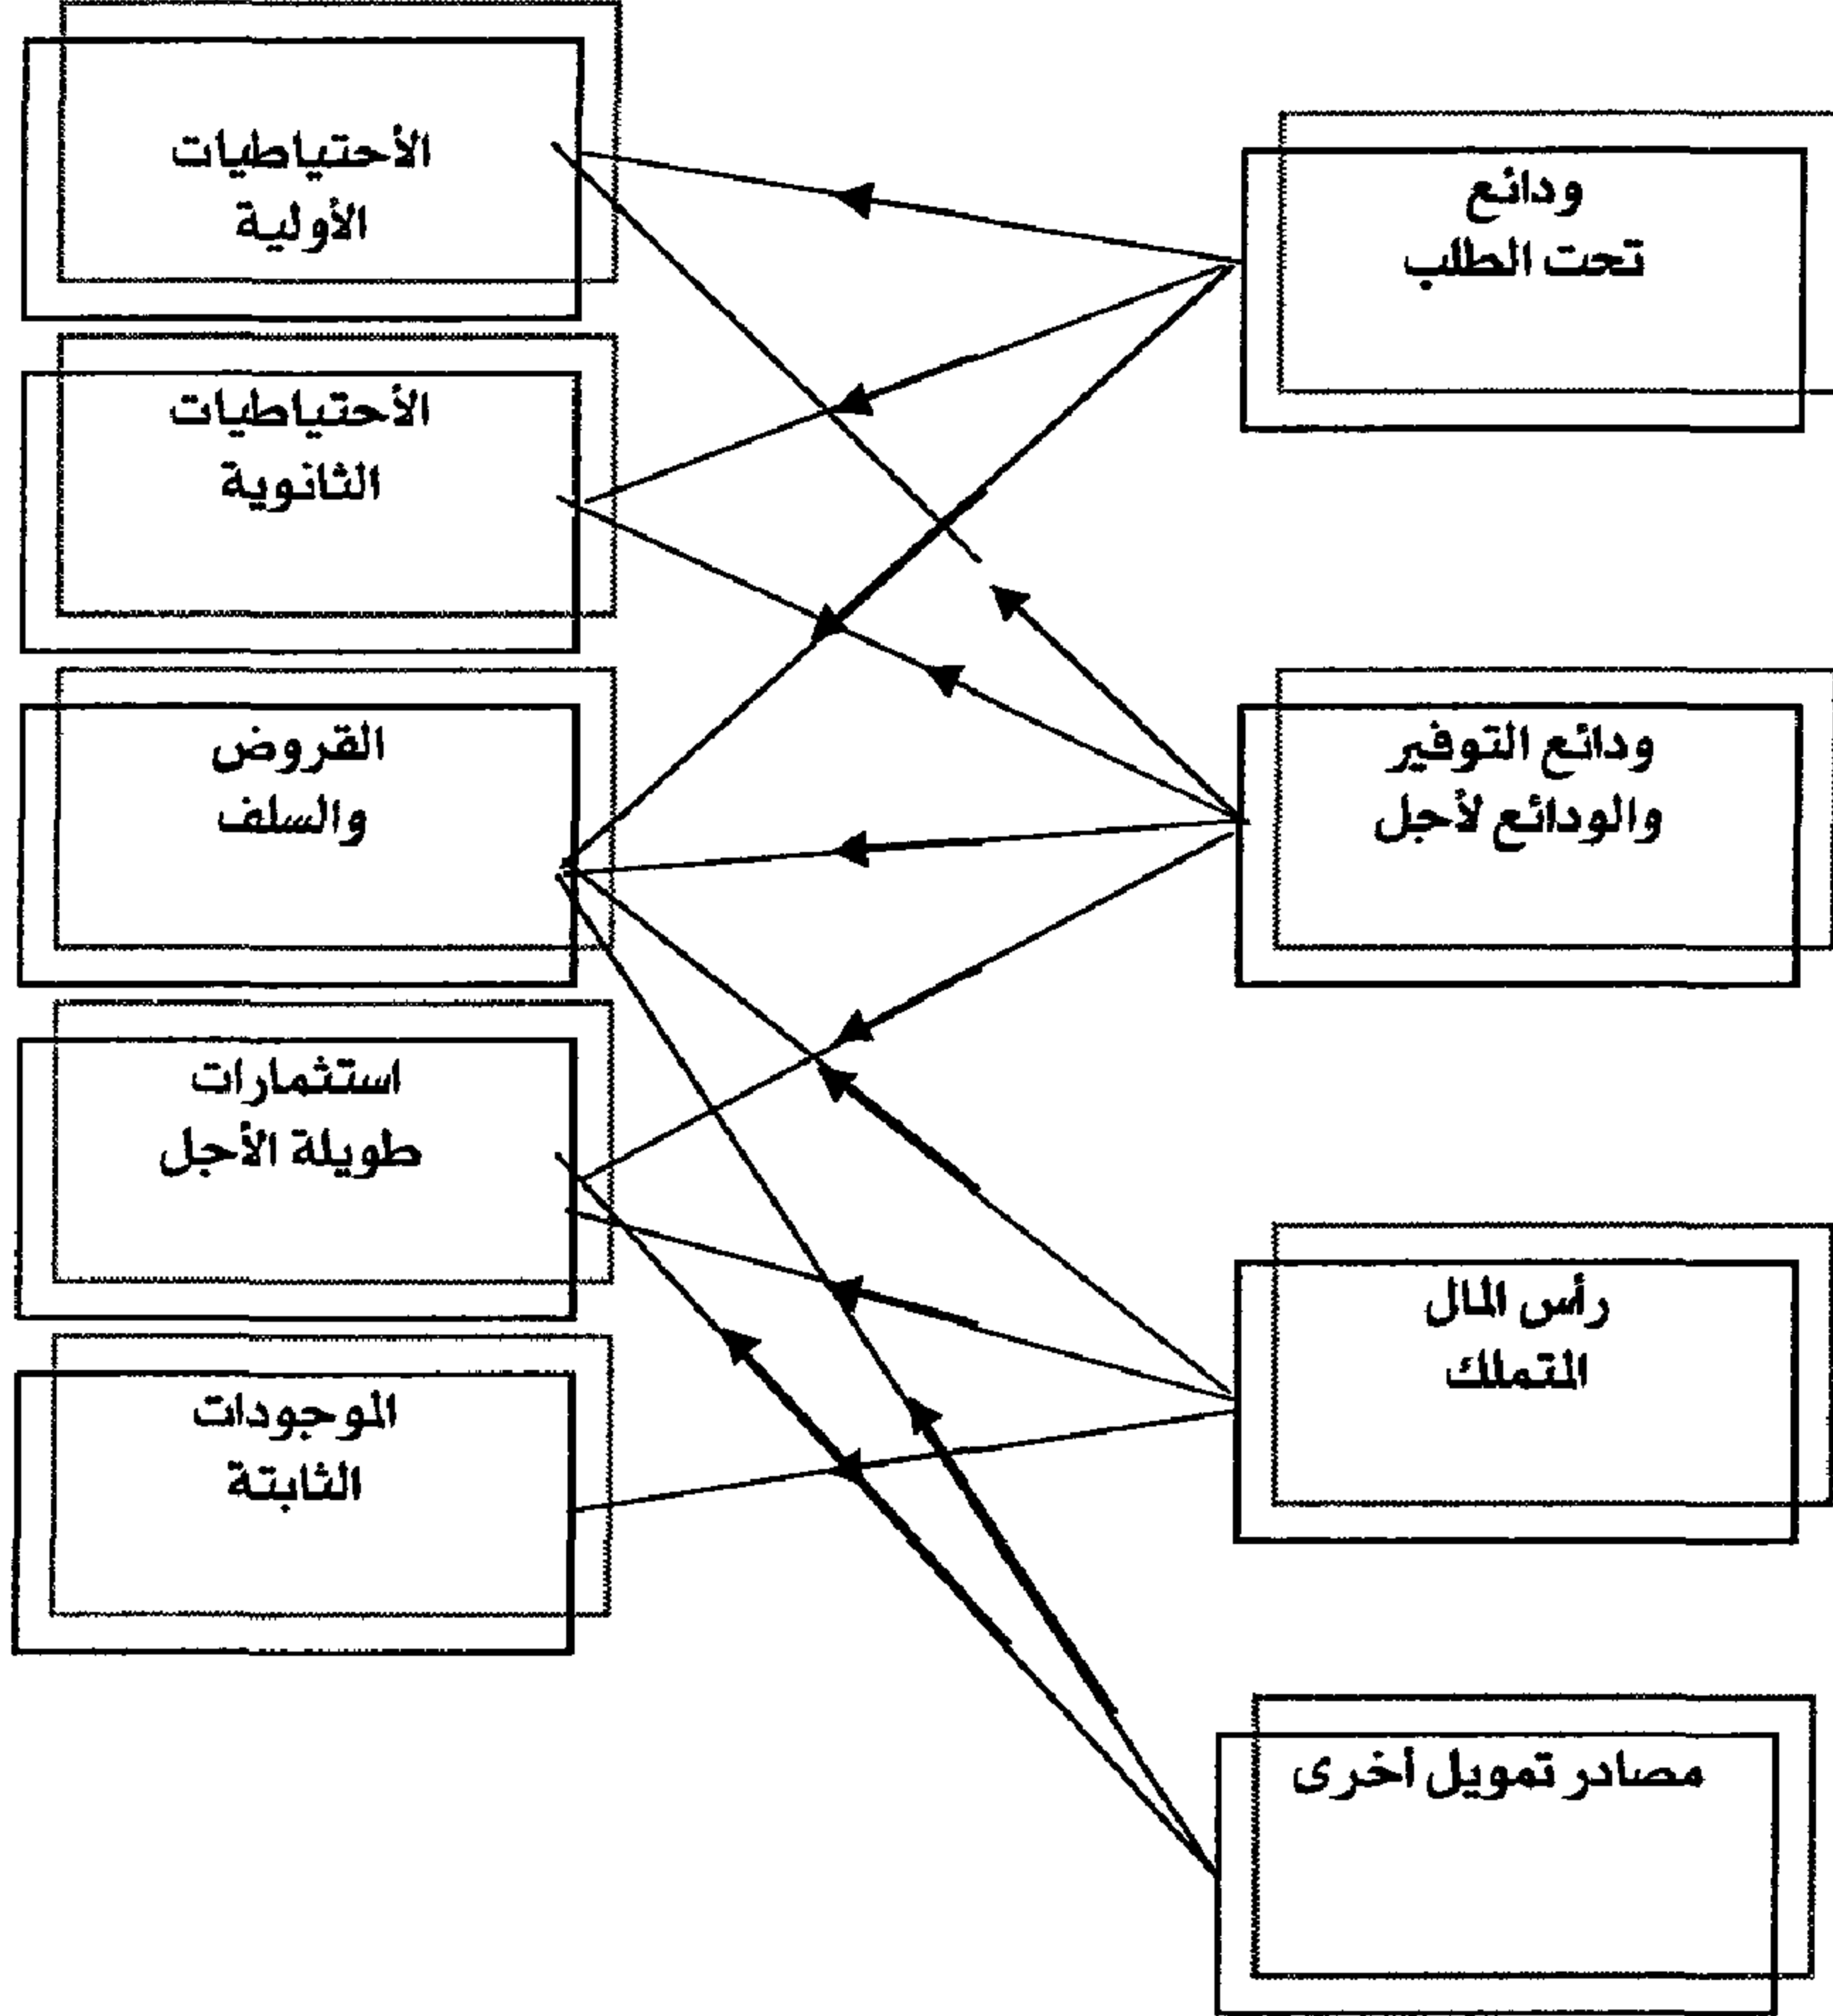 ودائع
تحت الطلب
ودائع التوفير
والودائع لأجل
رأس المال
المتملك
مصادر تمويل أخرى
الأحتياطيات
الأولية
الأحتياطيات
الثانوية
القروض
والسلف
استثمارات
طويلة الأجل
الموجودات
الثابتة